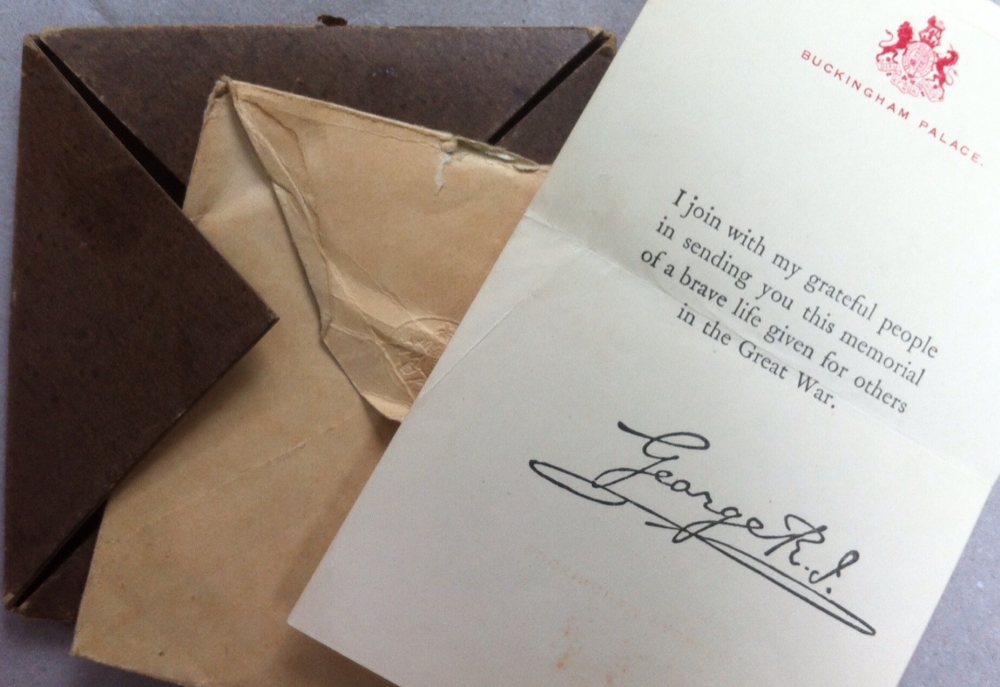 BUCKINGHAM PALACE.
I join with my grateful people
in sending you this memorial
of a brave life given for others
in the Great War.
George R.I.